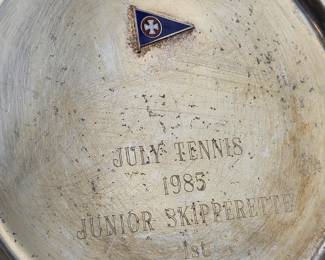 JULY TENNIS
1985
JUNIOR SKIPPERETTE
1st